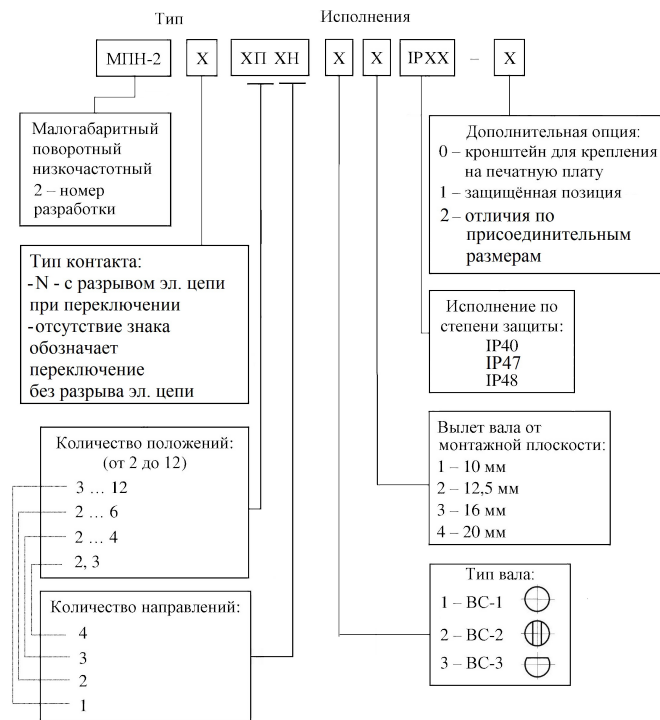 Тип
Исполнения
МПН-2
Х
ХП ХН
Х
Х
IPXX
–
Х
Малогабаритный
поворотный
низкочастотный
2 – номер
разработки
Дополнительная опция:
0 – кронштейн для крепления
на печатную плату
1 – защищённая позиция
2 – отличия по
присоединительным
размерам
Тип контакта:
-N - с разрывом эл. цепи
при переключении
-отсутствие знака
обозначает
переключение
без разрыва эл. цепи
Исполнение по
степени защиты:
IP40
IP47
IP48
Количество положений:
(от 2 до 12)
3 ... 12
2 ... 6
2 ... 4
2, 3
Вылет вала от
монтажной плоскости:
1 – 10 мм
2 – 12,5 мм
3 – 16 мм
4 – 20 мм
Количество направлений:
4
3
2
1
Тип вала:
1 – ВС-1
2 – ВС-2
3 – ВС-3